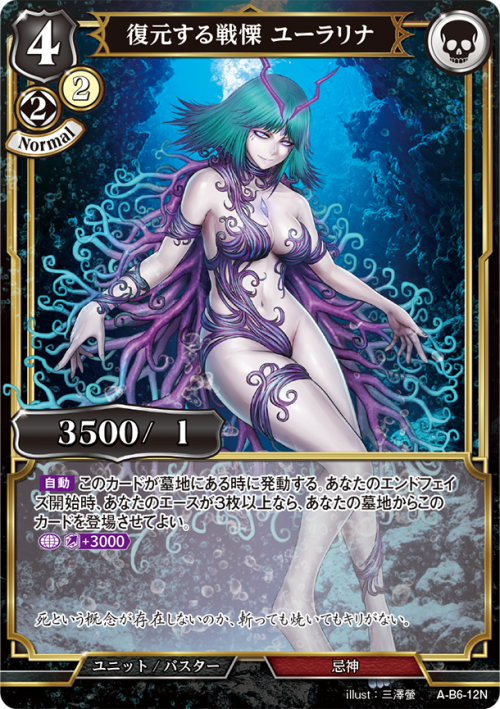 4
復元する戦慄 ユーラリナ
2
2
Normal
3500/ 1
自動 このカードが墓地にある時に発動する。あなたのエンドフェイ
ズ開始時、あなたのエースが3枚以上なら、あなたの墓地からこの
カードを登場させてよい。
+3000
死という概念が存在しないのか、斬っても焼いてもキリがない。
ユニット / バスター
忌神
illust：三澤螢 A-B6-12N